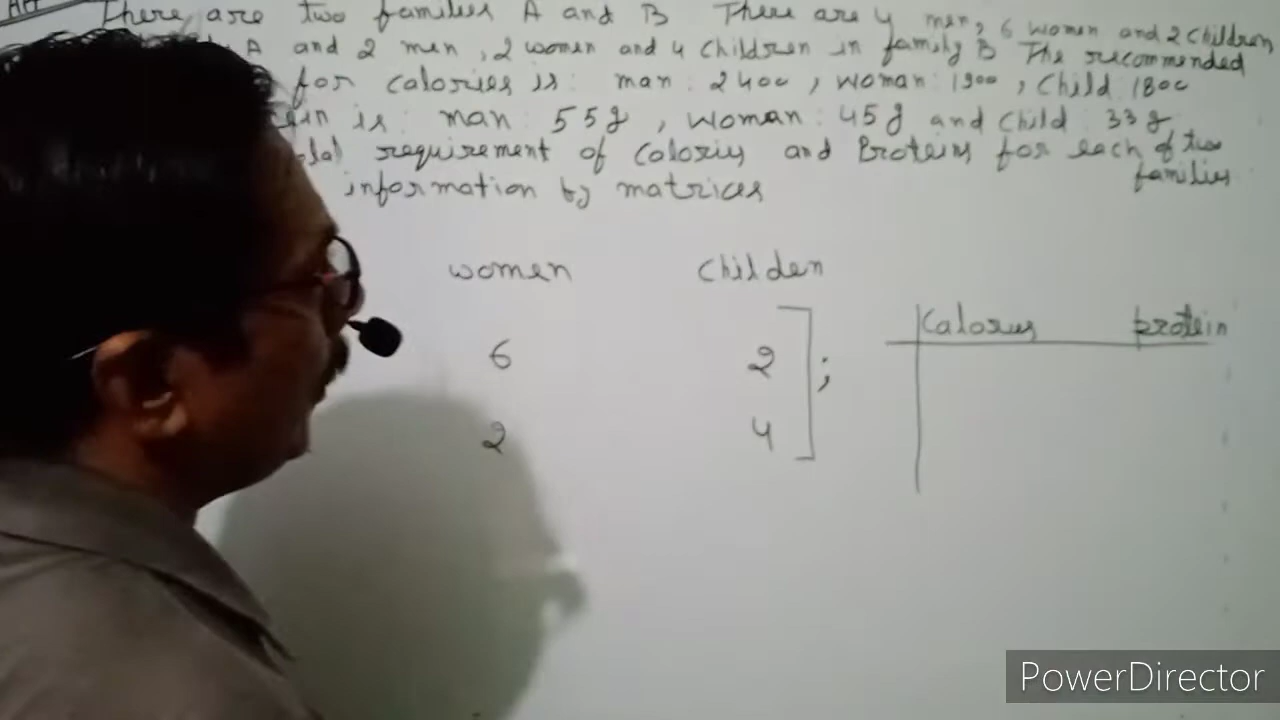 There are two families A and B There are 4 men, 6 women and 2 Children
A and 2 men, 2 women and 4 Children in family B The recommended
for calories is: man: 2400, woman: 1900, Child: 1800
is: man: 55g, woman: 45g and Child: 33g
requirement of Calories and Proteins for each of two
families
information by matrices
women Childen
Calories protein
6 2 ] ;
2 4
PowerDirector